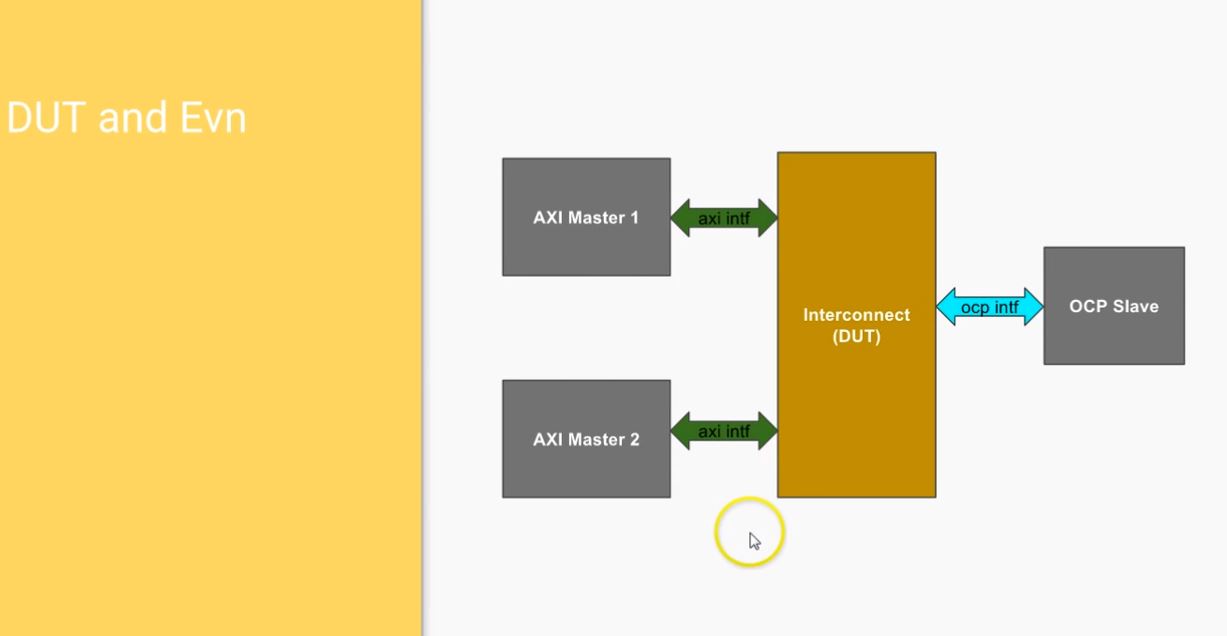 DUT and Evn
AXI Master 1
axi intf
Interconnect
(DUT)
ocp intf
OCP Slave
AXI Master 2
axi intf